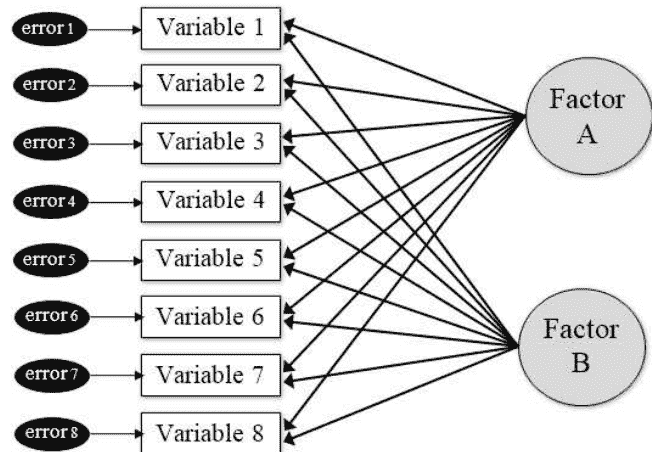 error 1
Variable 1
error 2
Variable 2
error 3
Variable 3
error 4
Variable 4
error 5
Variable 5
error 6
Variable 6
error 7
Variable 7
error 8
Variable 8
Factor
A
Factor
B